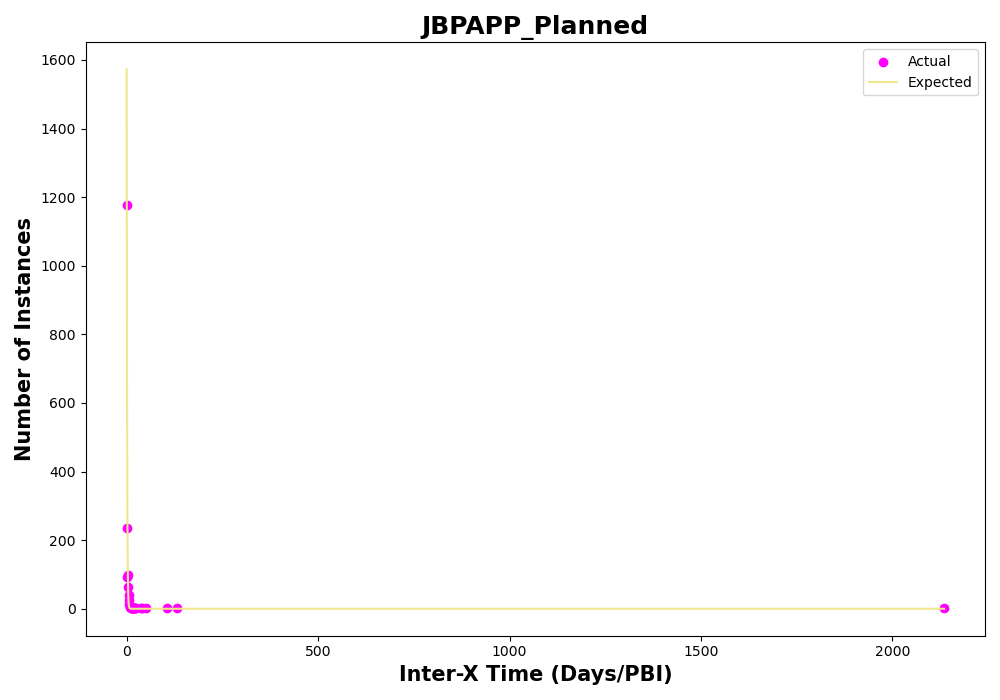 JBPAPP_Planned
Actual
Expected
1600
1400
1200
1000
800
600
400
200
0
Number of Instances
0
500
1000
1500
2000
Inter-X Time (Days/PBI)